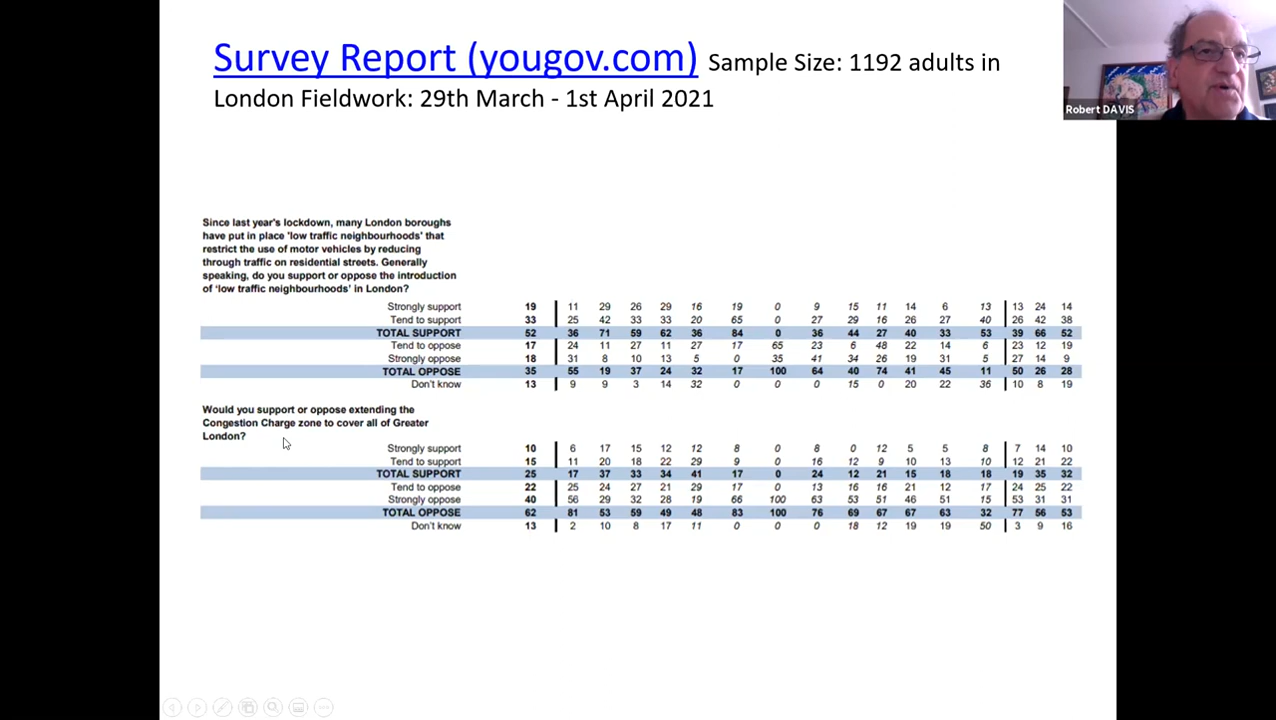 Survey Report (yougov.com) Sample Size: 1192 adults in
London Fieldwork: 29th March - 1st April 2021
Robert DAVIS
Since last year's lockdown, many London boroughs
have put in place 'low traffic neighbourhoods' that
restrict the use of motor vehicles by reducing
through traffic on residential streets. Generally
speaking, do you support or oppose the introduction
of 'low traffic neighbourhoods' in London?
Strongly support 19 11 29 26 29 16 19 0 9 15 11 14 6 13 13 24 14
Tend to support 33 25 42 33 33 20 65 0 27 29 16 26 27 40 26 42 38
TOTAL SUPPORT 52 36 71 59 62 36 84 0 36 44 27 40 33 53 39 66 52
Tend to oppose 17 24 11 27 11 27 17 65 23 6 48 22 14 6 23 12 19
Strongly oppose 18 31 8 10 13 5 0 35 41 34 26 19 31 5 27 14 9
TOTAL OPPOSE 35 55 19 37 24 32 17 100 64 40 74 41 45 11 50 26 28
Don't know 13 9 9 3 14 32 0 0 0 15 0 20 22 36 10 8 19
Would you support or oppose extending the
Congestion Charge zone to cover all of Greater
London?
Strongly support 10 6 17 15 12 12 8 0 8 0 12 5 5 8 7 14 10
Tend to support 15 11 20 18 22 29 9 0 16 12 9 10 13 10 12 21 22
TOTAL SUPPORT 25 17 37 33 34 41 17 0 24 12 21 15 18 18 19 35 32
Tend to oppose 22 25 24 27 21 29 17 0 13 16 16 21 12 17 24 25 22
Strongly oppose 40 56 29 32 28 19 66 100 63 53 51 46 51 15 53 31 31
TOTAL OPPOSE 62 81 53 59 49 48 83 100 76 69 67 67 63 32 77 56 53
Don't know 13 2 10 8 17 11 0 0 0 18 12 19 19 50 3 9 16